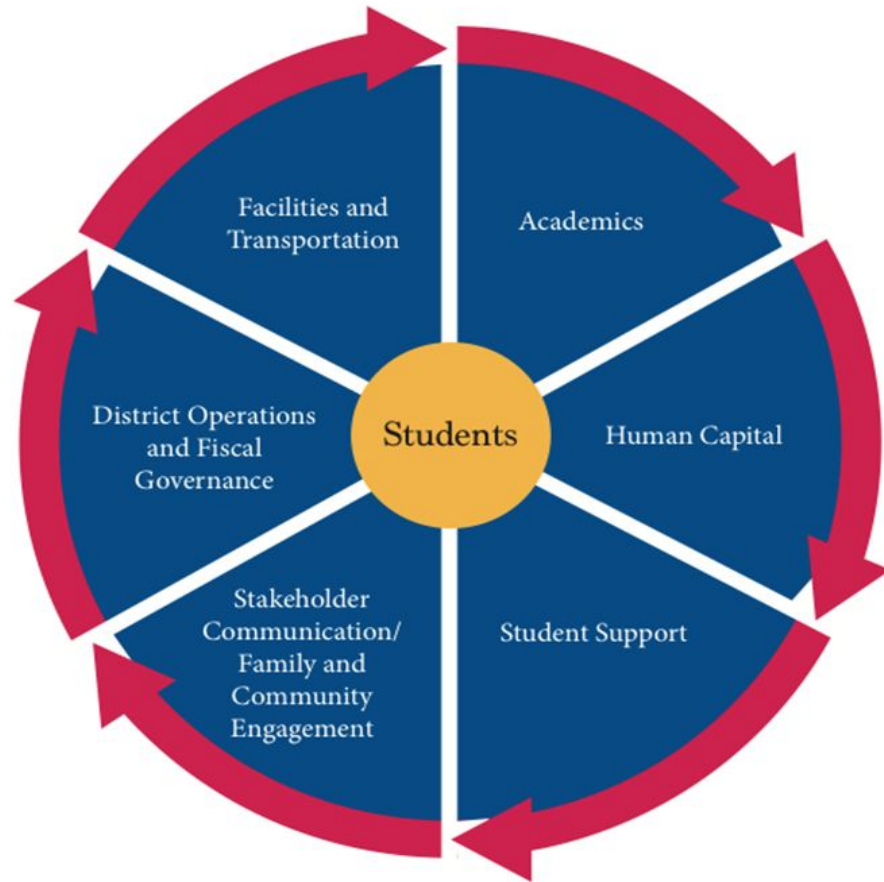 Facilities and
Transportation
Academics
District Operations
and Fiscal
Governance
Students
Human Capital
Stakeholder
Communication/
Family and
Community
Engagement
Student Support